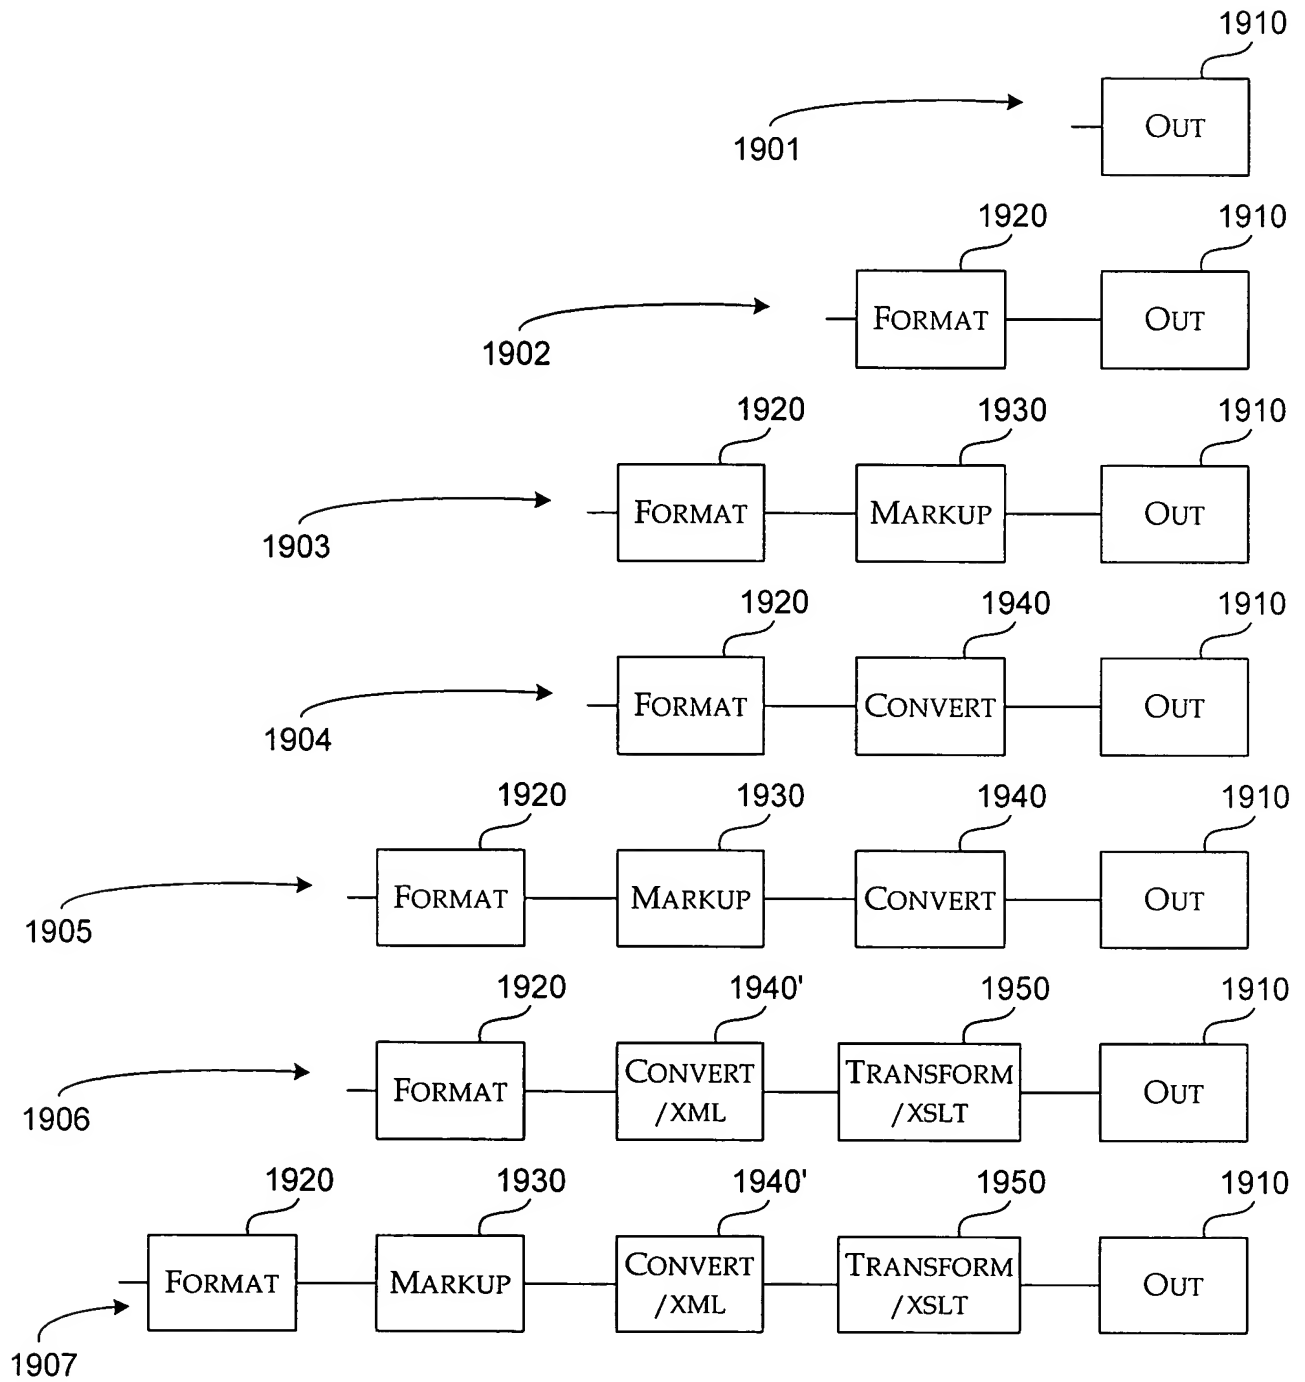 1910
1901
OUT
1920 1910
1902
FORMAT OUT
1920 1930 1910
1903
FORMAT MARKUP OUT
1920 1940 1910
1904
FORMAT CONVERT OUT
1920 1930 1940 1910
1905
FORMAT MARKUP CONVERT OUT
1920 1940' 1950 1910
1906
FORMAT
CONVERT
/XML
TRANSFORM
/XSLT
OUT
1920 1930 1940' 1950 1910
1907
FORMAT
MARKUP
CONVERT
/XML
TRANSFORM
/XSLT
OUT